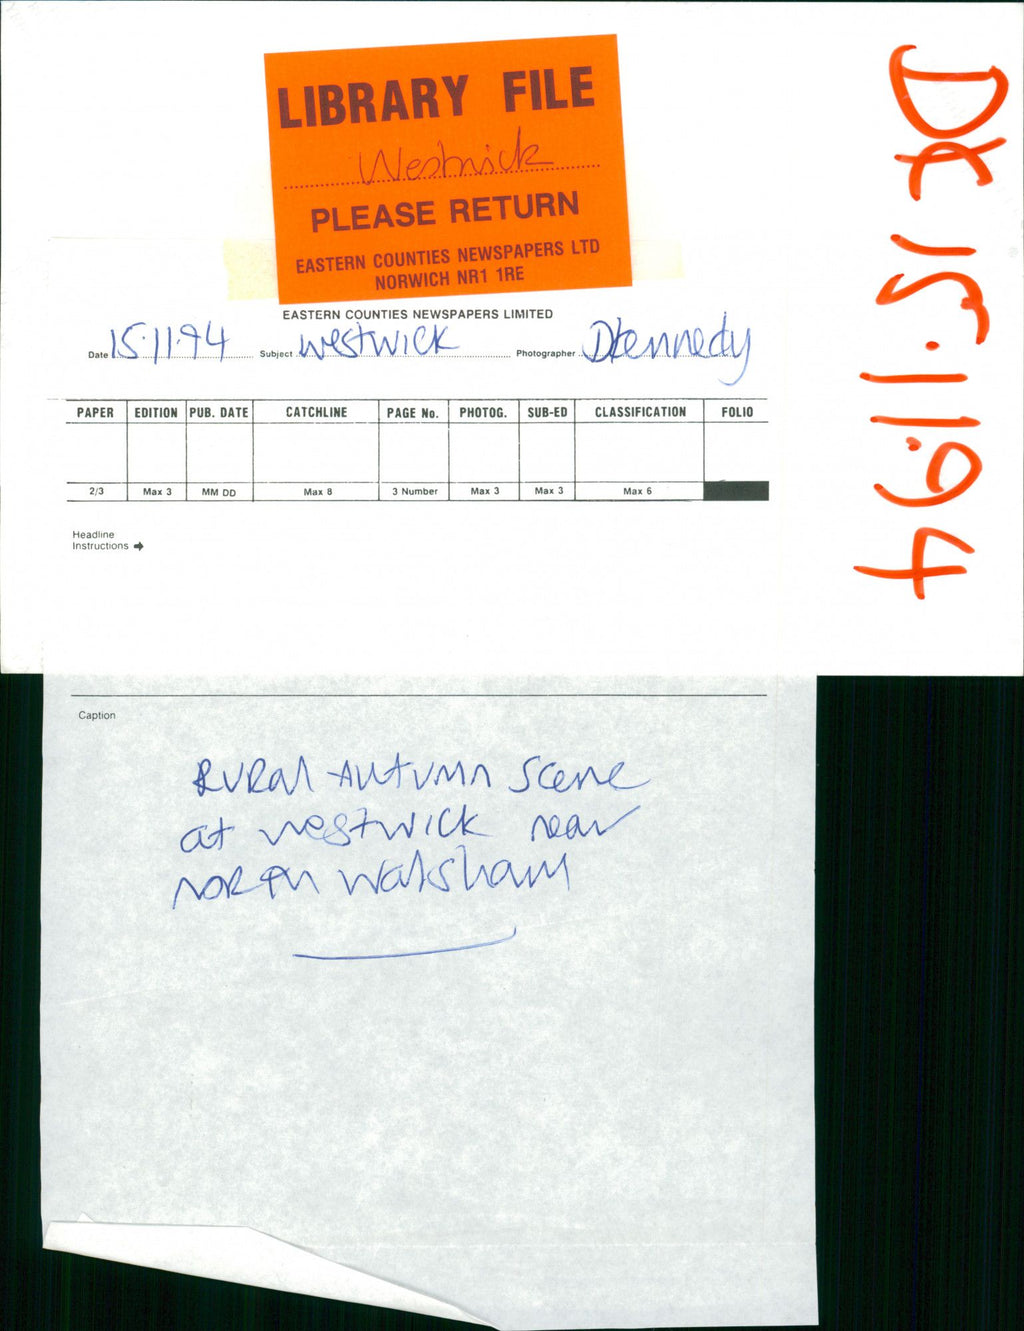 LIBRARY FILE
Westwick
PLEASE RETURN
EASTERN COUNTIES NEWSPAPERS LTD
NORWICH NR1 1RE
EASTERN COUNTIES NEWSPAPERS LIMITED
Date 15.11.94 Subject Westwick Photographer DKennedy
PAPER EDITION PUB. DATE CATCHLINE PAGE No. PHOTOG. SUB-ED CLASSIFICATION FOLIO
2/3 Max 3 MM DD Max 8 3 Number Max 3 Max 3 Max 6
Headline
Instructions
Caption
RURAL AUTUMN SCENE
at westwick near
NORTH Walsham
DK 15.11.94